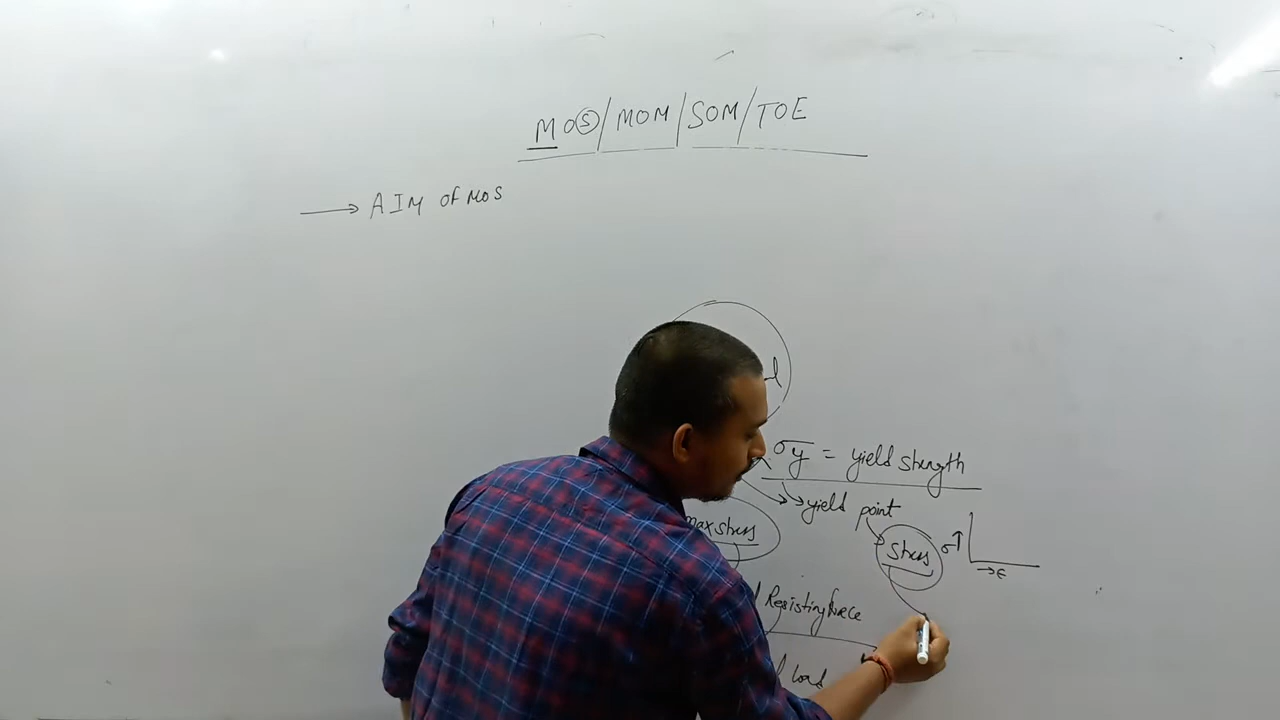 MOS/MOM/SOM/TOE
→ AIM OF MOS
σy = yield strength
→ yield point
max stress
stress
σ↑
→ε
Resisting force
load